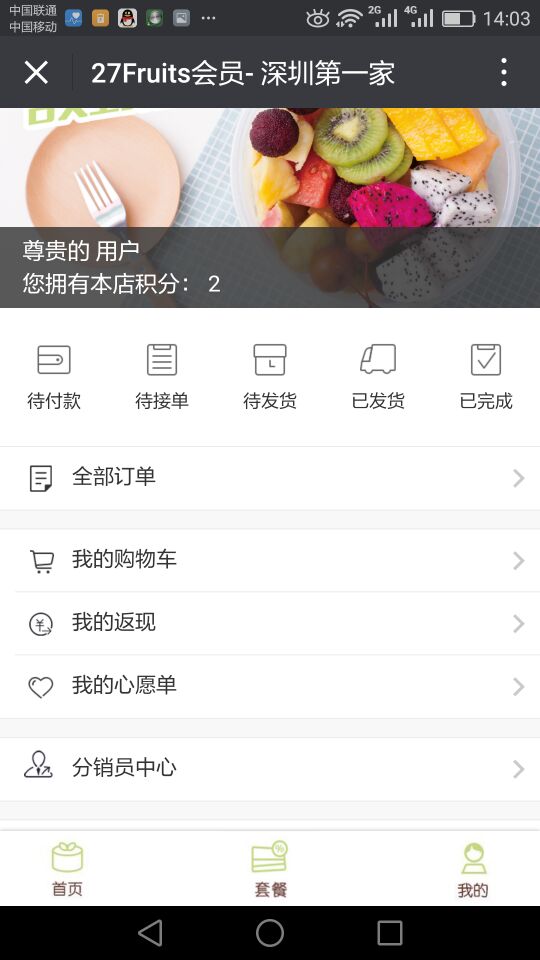 中国联通
中国移动
2G
4G
14:03
27Fruits会员- 深圳第一家
尊贵的 用户
您拥有本店积分： 2
待付款
待接单
待发货
已发货
已完成
全部订单
我的购物车
我的返现
我的心愿单
分销员中心
首页
套餐
我的